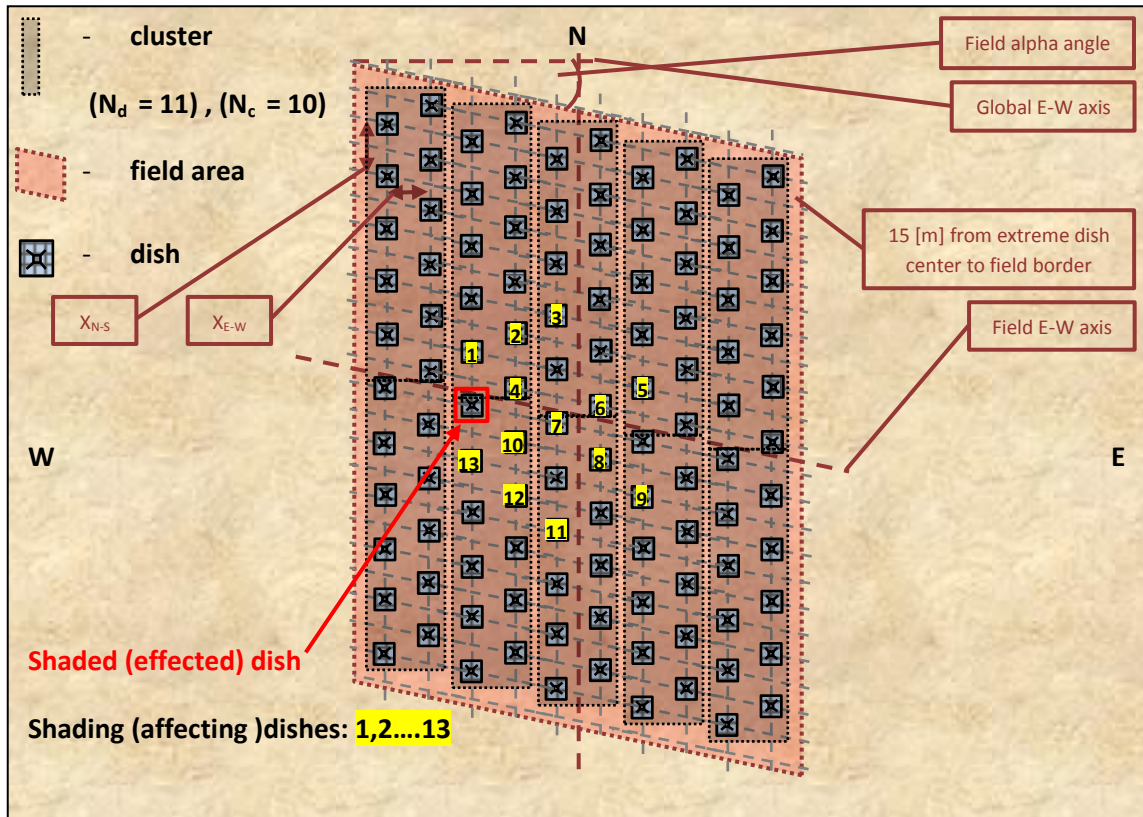 - cluster
(Nd = 11) , (Nc = 10)
- field area
- dish
XN-S
XE-W
N
Field alpha angle
Global E-W axis
15 [m] from extreme dish
center to field border
Field E-W axis
W
E
3
2
1
4
5
6
7
10
13
8
12
9
11
Shaded (effected) dish
Shading (affecting )dishes: 1,2....13